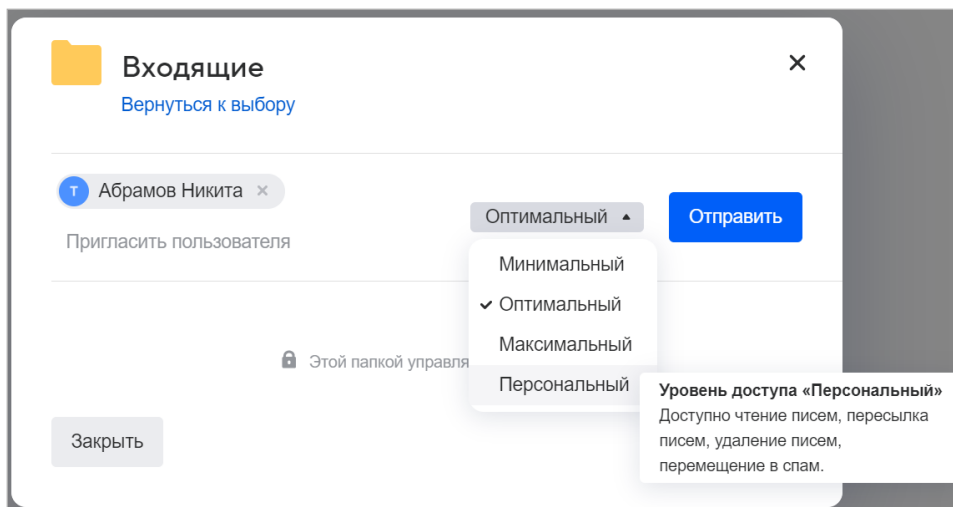 Входящие
Вернуться к выбору
Т Абрамов Никита ×
Пригласить пользователя
Оптимальный
Отправить
Минимальный
Оптимальный
Максимальный
Персональный
Этой папкой управля
Уровень доступа «Персональный»
Доступно чтение писем, пересылка
писем, удаление писем,
перемещение в спам.
Закрыть